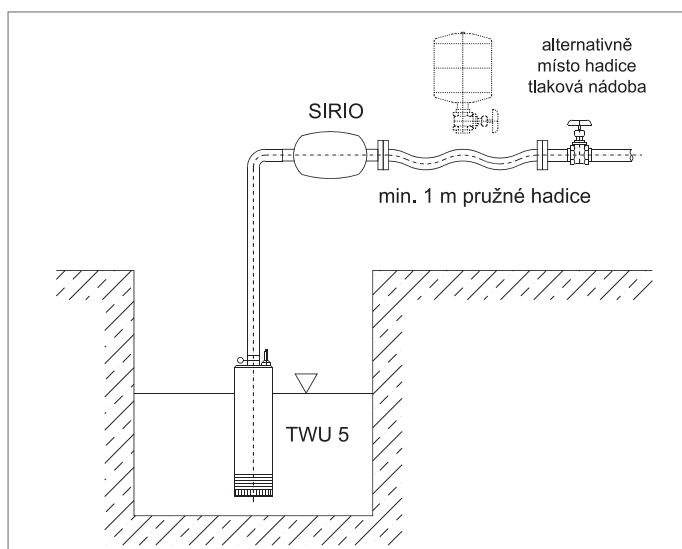 alternativně
místo hadice
tlaková nádoba
SIRIO
min. 1 m pružné hadice
TWU 5